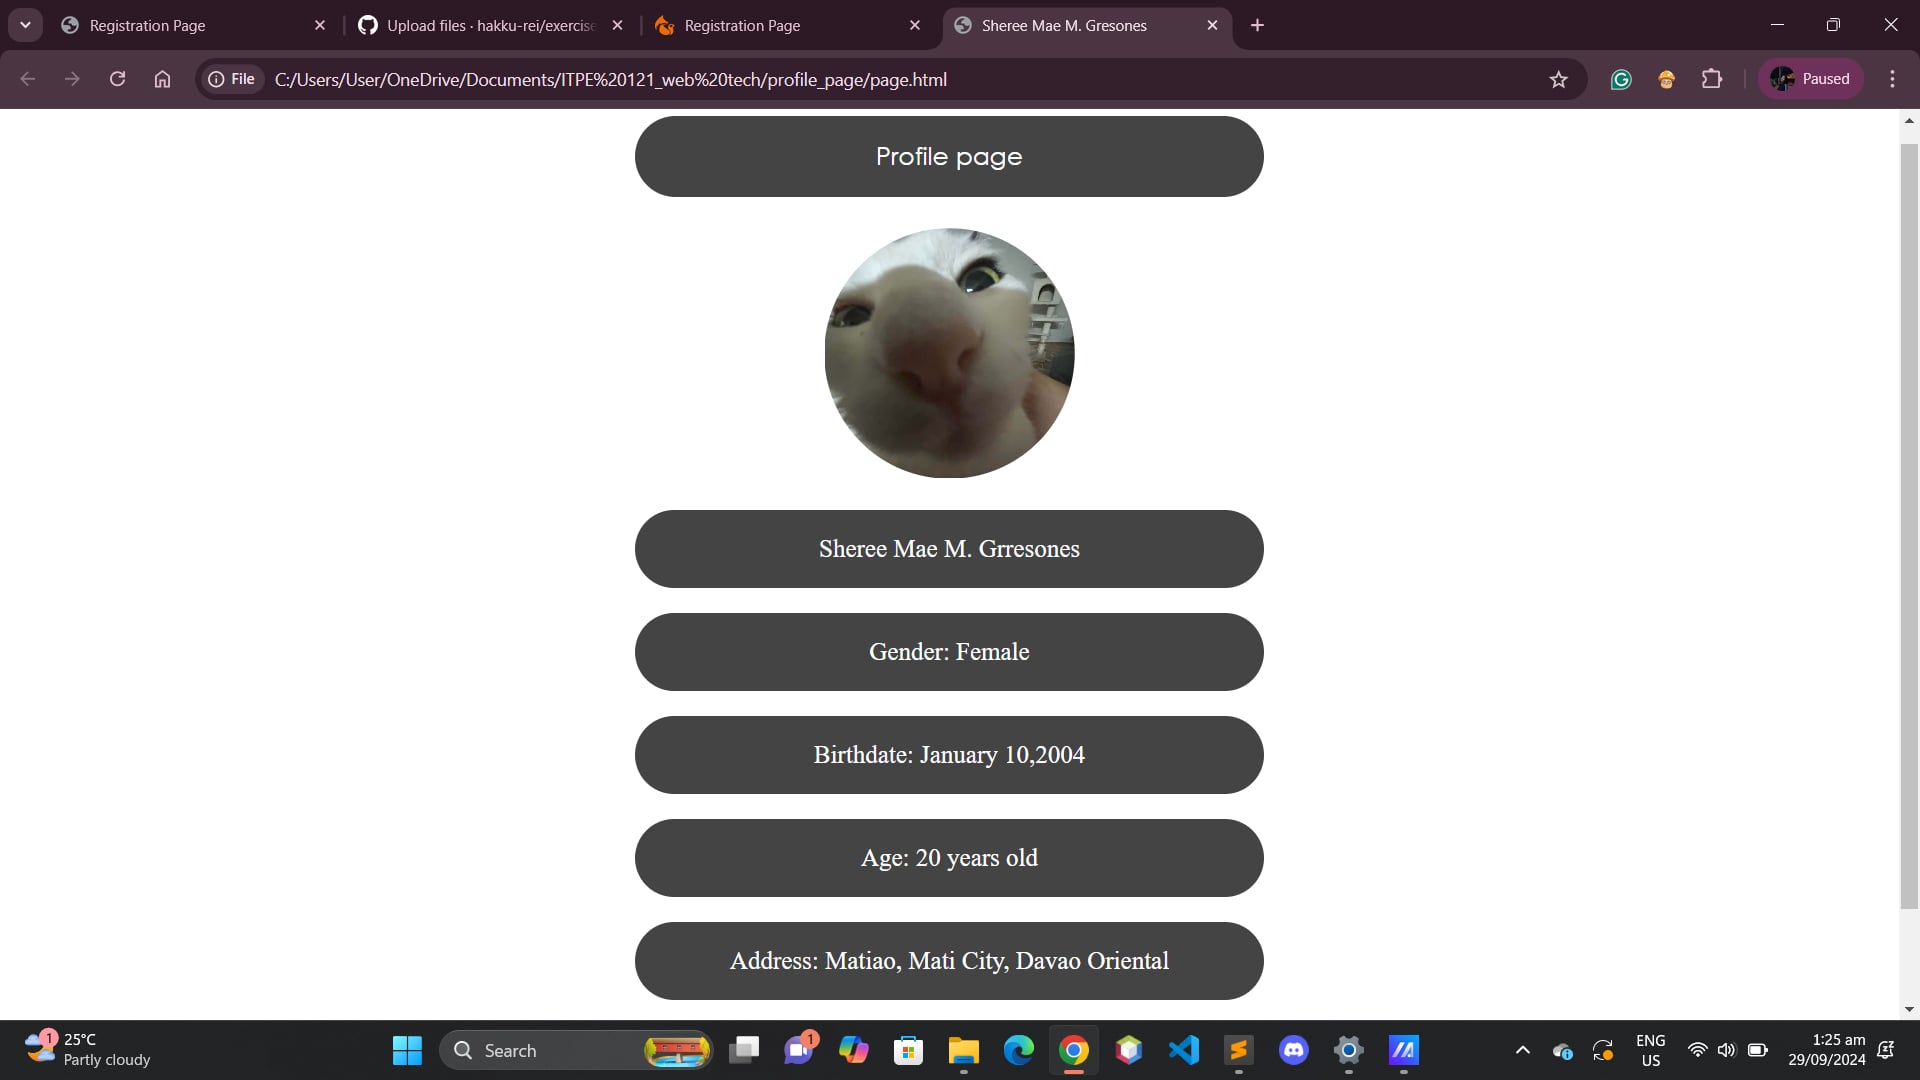 Registration Page
Upload files · hakku-rei/exercise
Registration Page
Sheree Mae M. Gresones
File
C:/Users/User/OneDrive/Documents/ITPE%20121_web%20tech/profile_page/page.html
Paused
Profile page
Sheree Mae M. Grresones
Gender: Female
Birthdate: January 10,2004
Age: 20 years old
Address: Matiao, Mati City, Davao Oriental
1
25°C
Partly cloudy
Search
1
ENG
US
1:25 am
29/09/2024